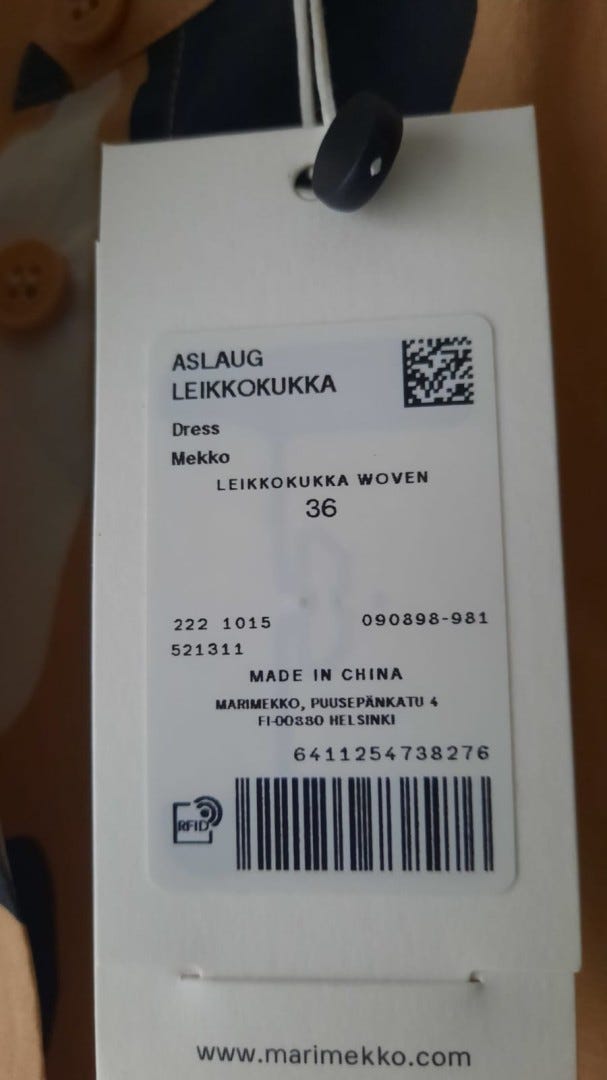 ASLAUG
LEIKKOKUKKA
Dress
Mekko
LEIKKOKUKKA WOVEN
36
222 1015 090898-981
521311
MADE IN CHINA
MARIMEKKO, PUUSEPÄNKATU 4
FI-00880 HELSINKI
6411254738276
RFID
www.marimekko.com